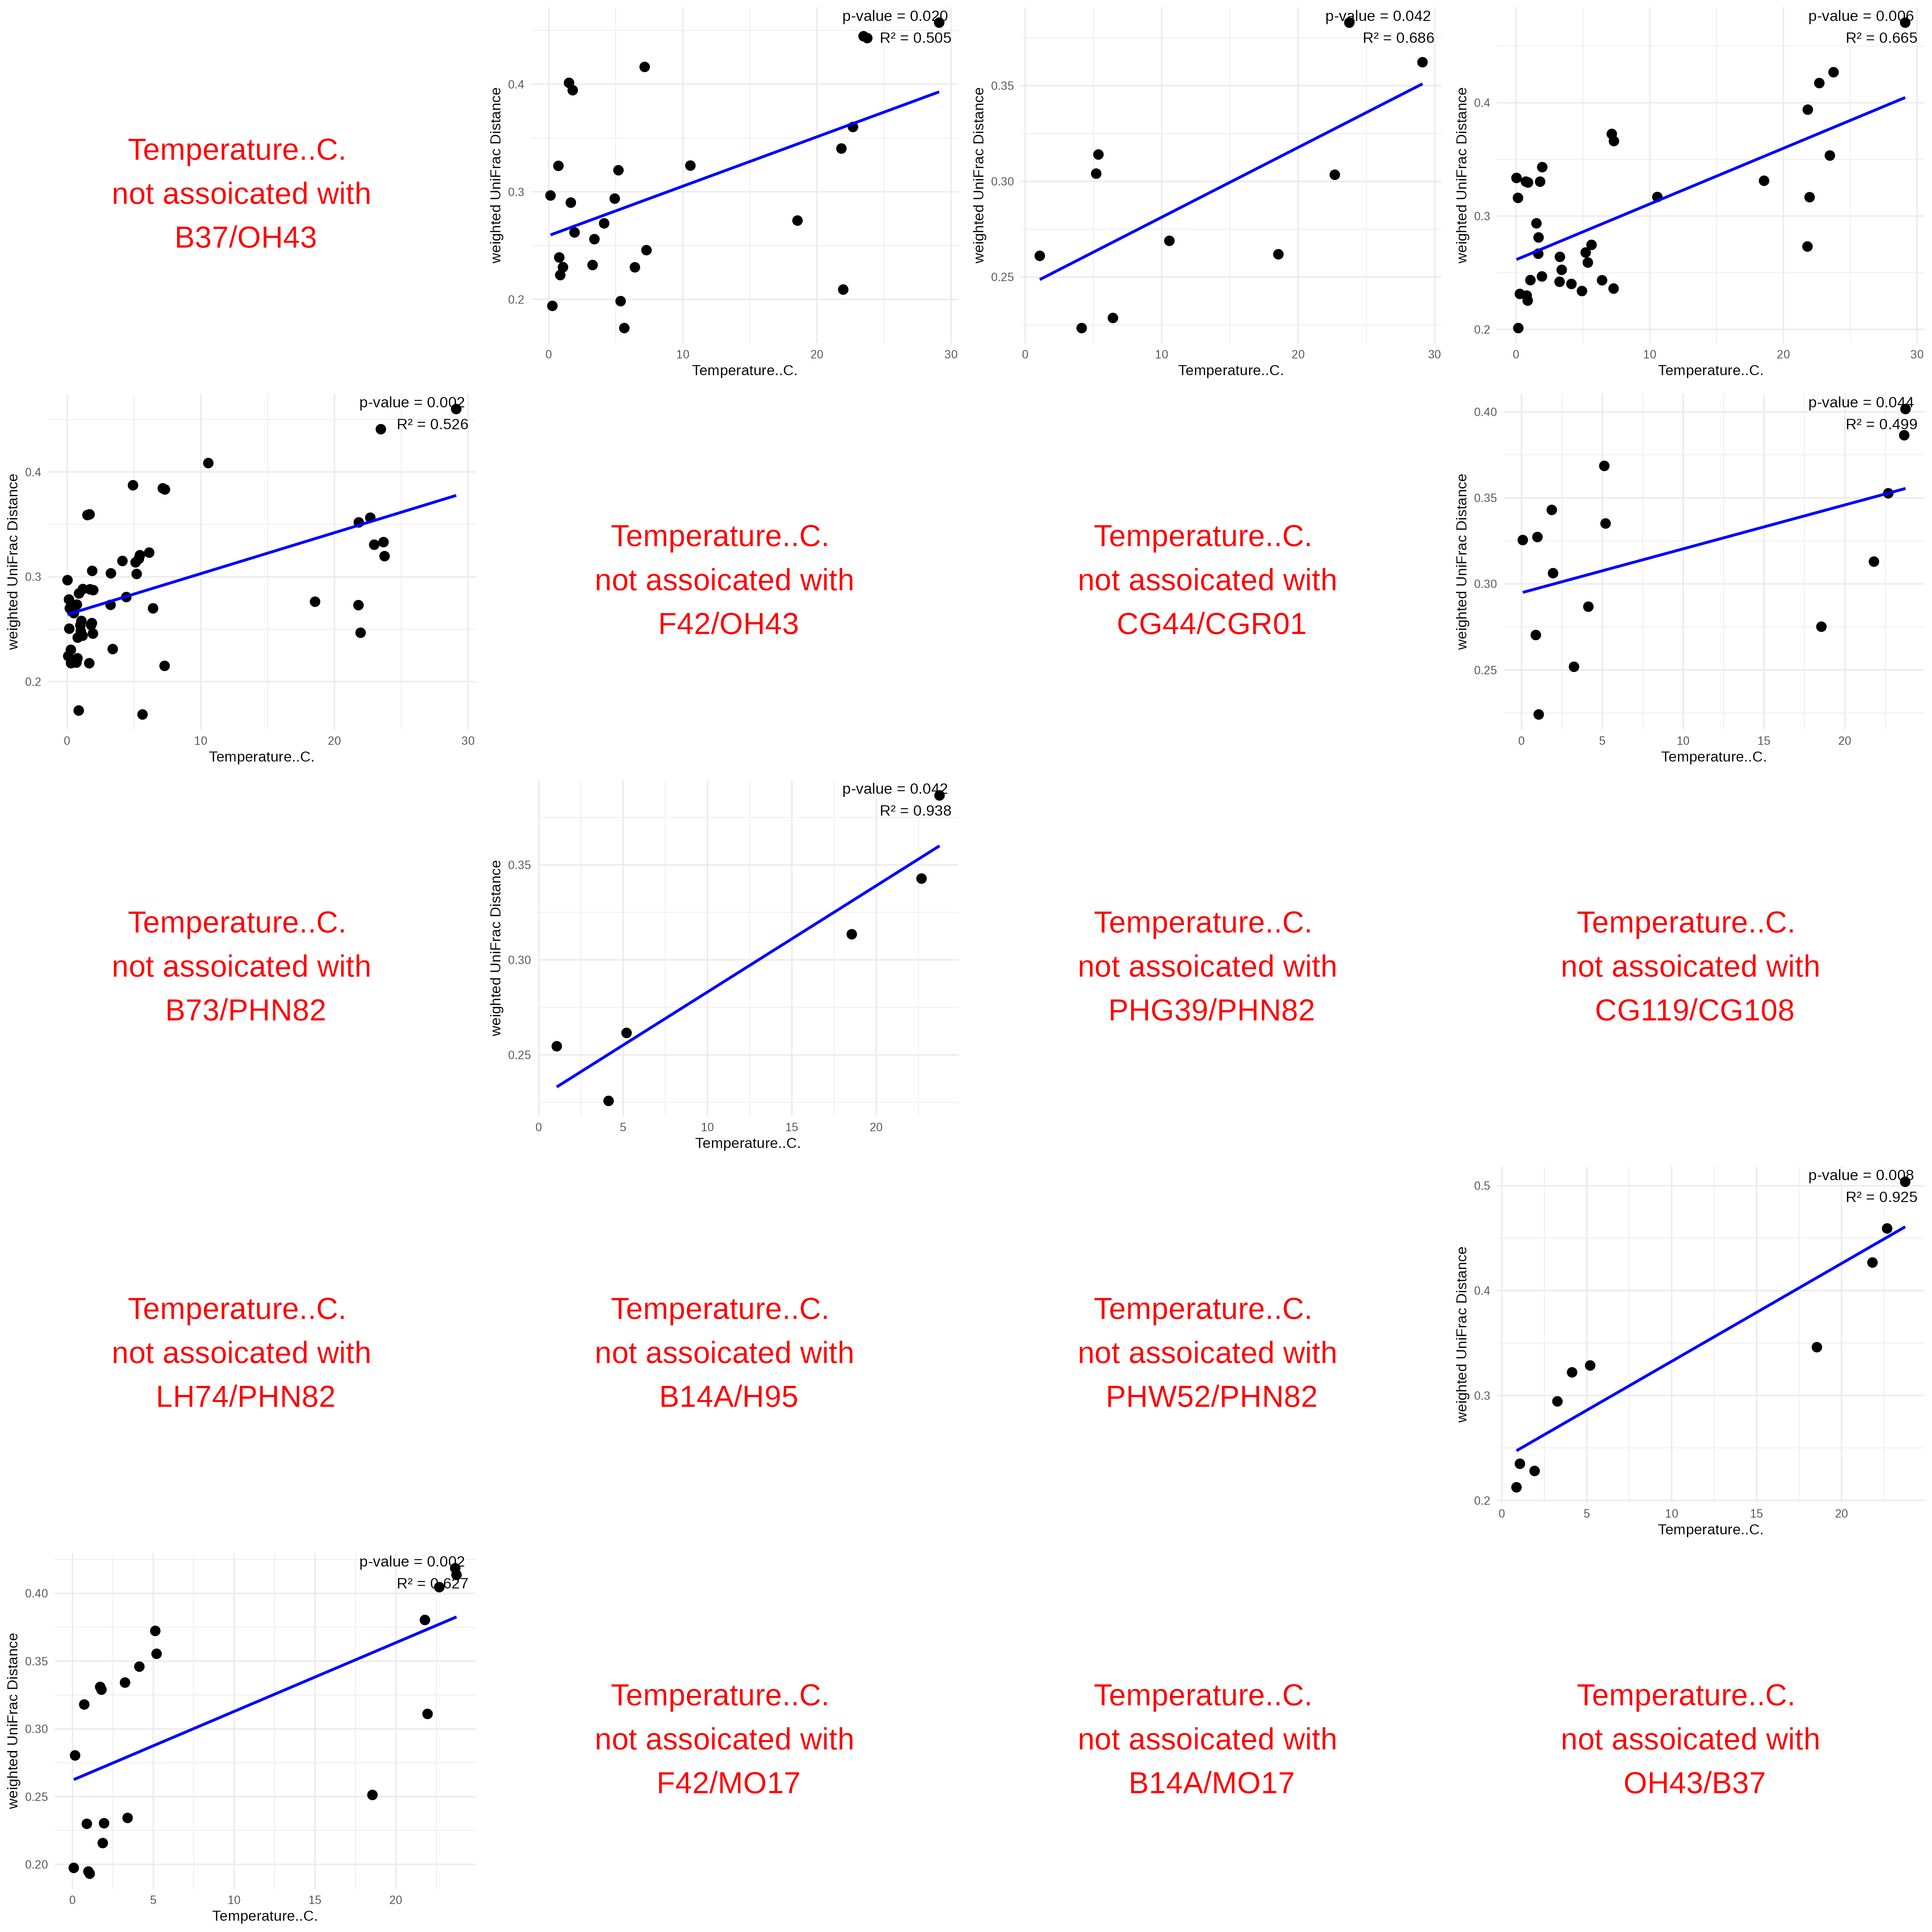 Temperature..C.
not assoicated with
B37/OH43
p-value = 0.020
R² = 0.505
weighted UniFrac Distance
0.4
0.3
0.2
0 10 20 30
Temperature..C.
p-value = 0.042
R² = 0.686
weighted UniFrac Distance
0.35
0.30
0.25
0 10 20 30
Temperature..C.
p-value = 0.006
R² = 0.665
weighted UniFrac Distance
0.4
0.3
0.2
0 10 20 30
Temperature..C.
p-value = 0.002
R² = 0.526
weighted UniFrac Distance
0.4
0.3
0.2
0 10 20 30
Temperature..C.
Temperature..C.
not assoicated with
F42/OH43
Temperature..C.
not assoicated with
CG44/CGR01
p-value = 0.044
R² = 0.499
weighted UniFrac Distance
0.40
0.35
0.30
0.25
0 5 10 15 20
Temperature..C.
Temperature..C.
not assoicated with
B73/PHN82
p-value = 0.042
R² = 0.938
weighted UniFrac Distance
0.35
0.30
0.25
0 5 10 15 20
Temperature..C.
Temperature..C.
not assoicated with
PHG39/PHN82
Temperature..C.
not assoicated with
CG119/CG108
Temperature..C.
not assoicated with
LH74/PHN82
Temperature..C.
not assoicated with
B14A/H95
Temperature..C.
not assoicated with
PHW52/PHN82
p-value = 0.008
R² = 0.925
weighted UniFrac Distance
0.5
0.4
0.3
0.2
0 5 10 15 20
Temperature..C.
p-value = 0.002
R² = 0.627
weighted UniFrac Distance
0.40
0.35
0.30
0.25
0.20
0 5 10 15 20
Temperature..C.
Temperature..C.
not assoicated with
F42/MO17
Temperature..C.
not assoicated with
B14A/MO17
Temperature..C.
not assoicated with
OH43/B37